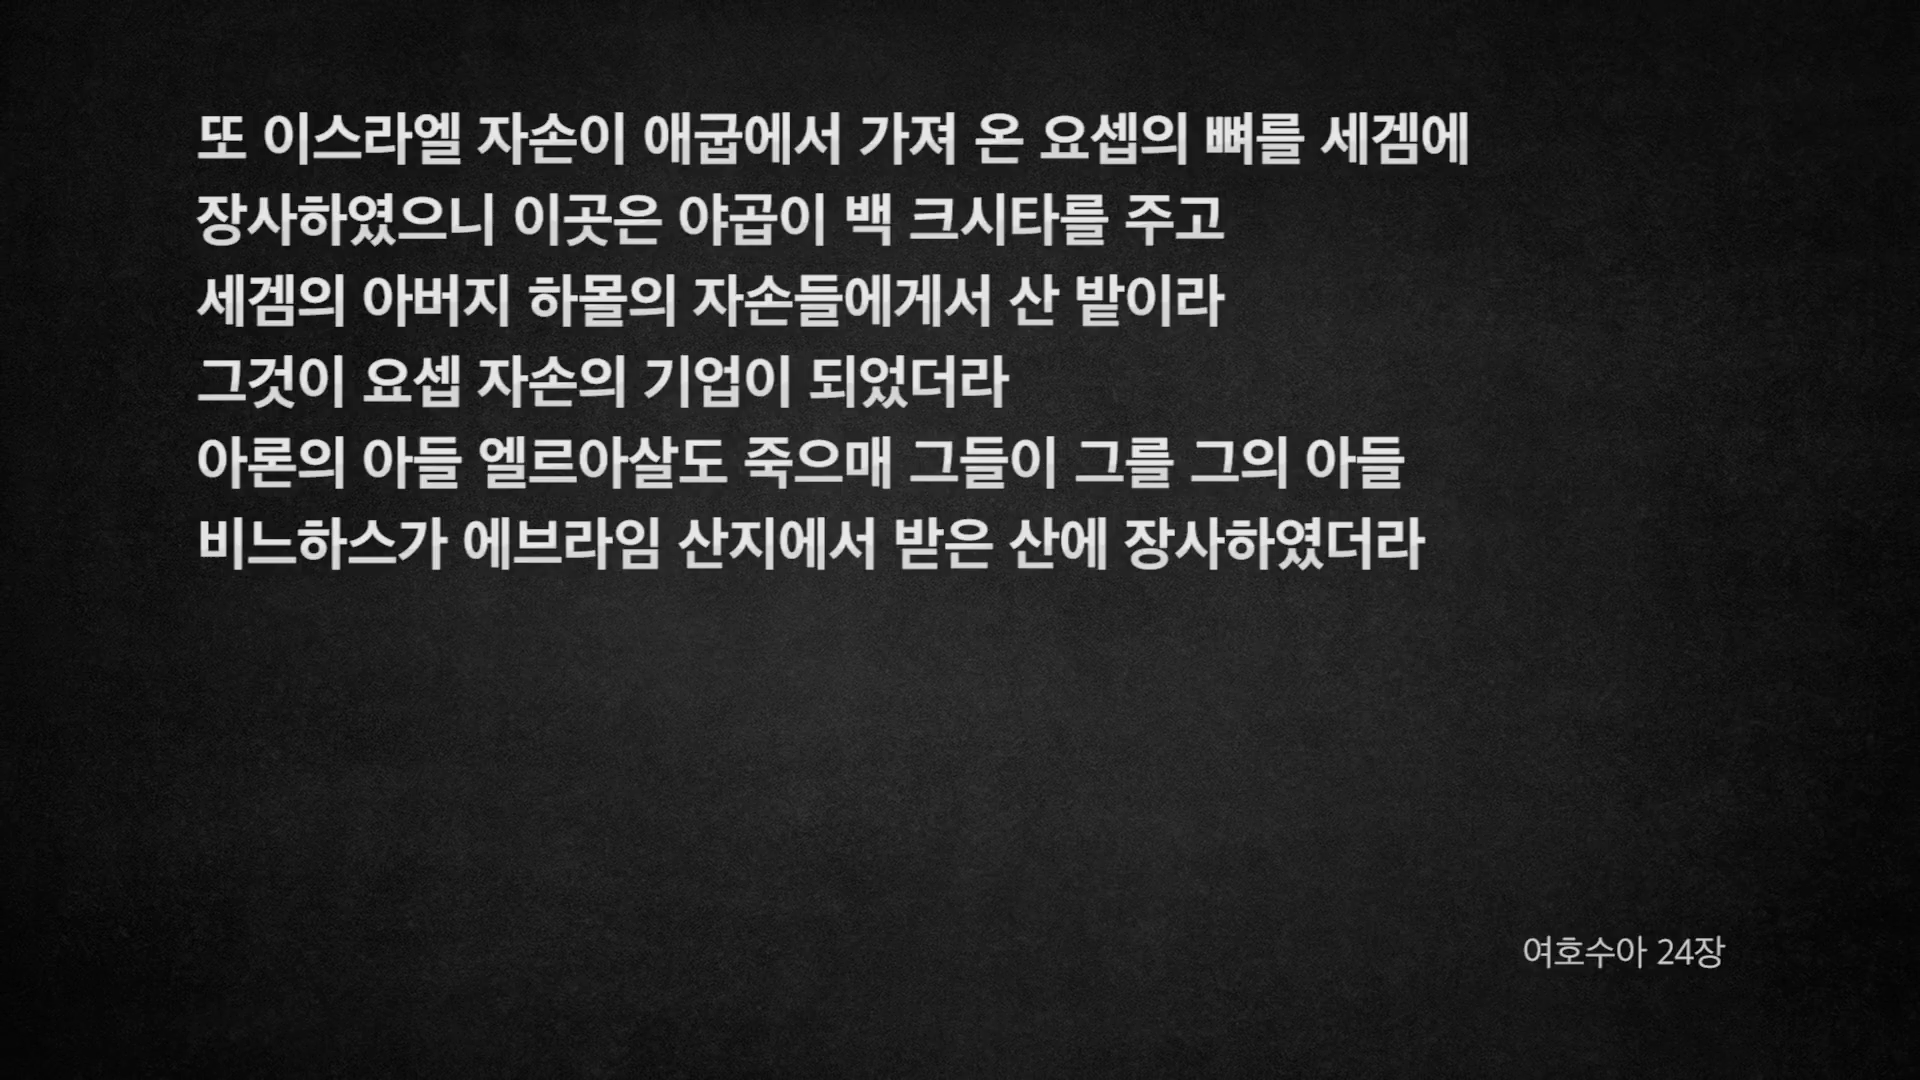 또 이스라엘 자손이 애굽에서 가져 온 요셉의 뼈를 세겜에
장사하였으니 이곳은 야곱이 백 크시타를 주고
세겜의 아버지 하몰의 자손들에게서 산 밭이라
그것이 요셉 자손의 기업이 되었더라
아론의 아들 엘르아살도 죽으매 그들이 그를 그의 아들
비느하스가 에브라임 산지에서 받은 산에 장사하였더라
여호수아 24장